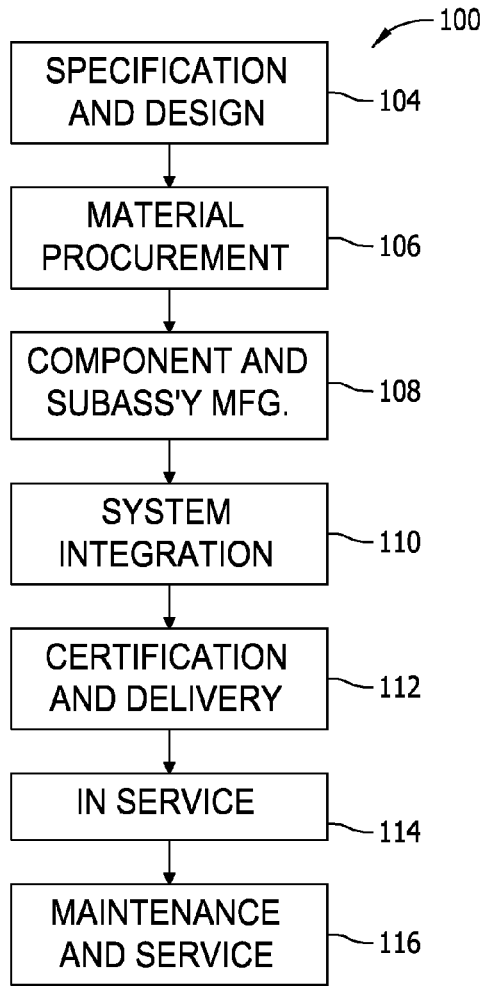 100
SPECIFICATION
AND DESIGN
104
MATERIAL
PROCUREMENT
106
COMPONENT AND
SUBASS'Y MFG.
108
SYSTEM
INTEGRATION
110
CERTIFICATION
AND DELIVERY
112
IN SERVICE
114
MAINTENANCE
AND SERVICE
116